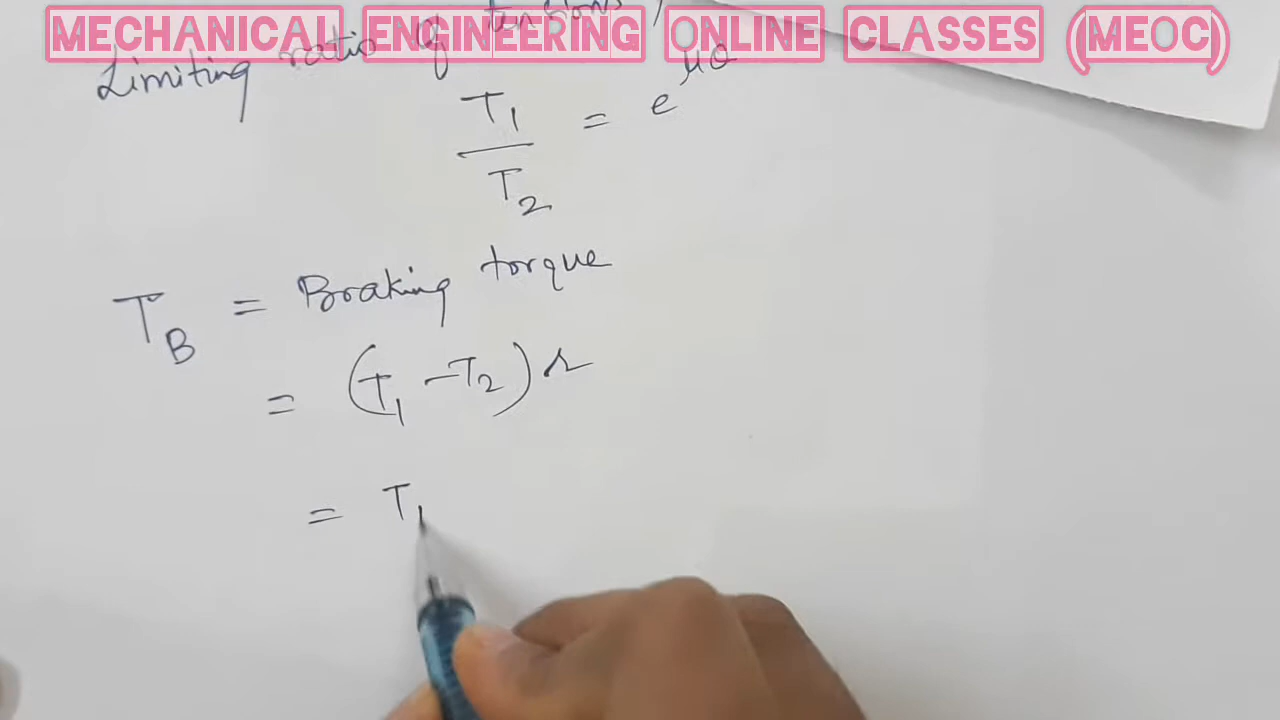 MECHANICAL ENGINEERING ONLINE CLASSES (MEOC)
Limiting ratio of tensions,
T1
= e^μθ
T2
TB = Braking torque
= (T1 - T2) r
= T1